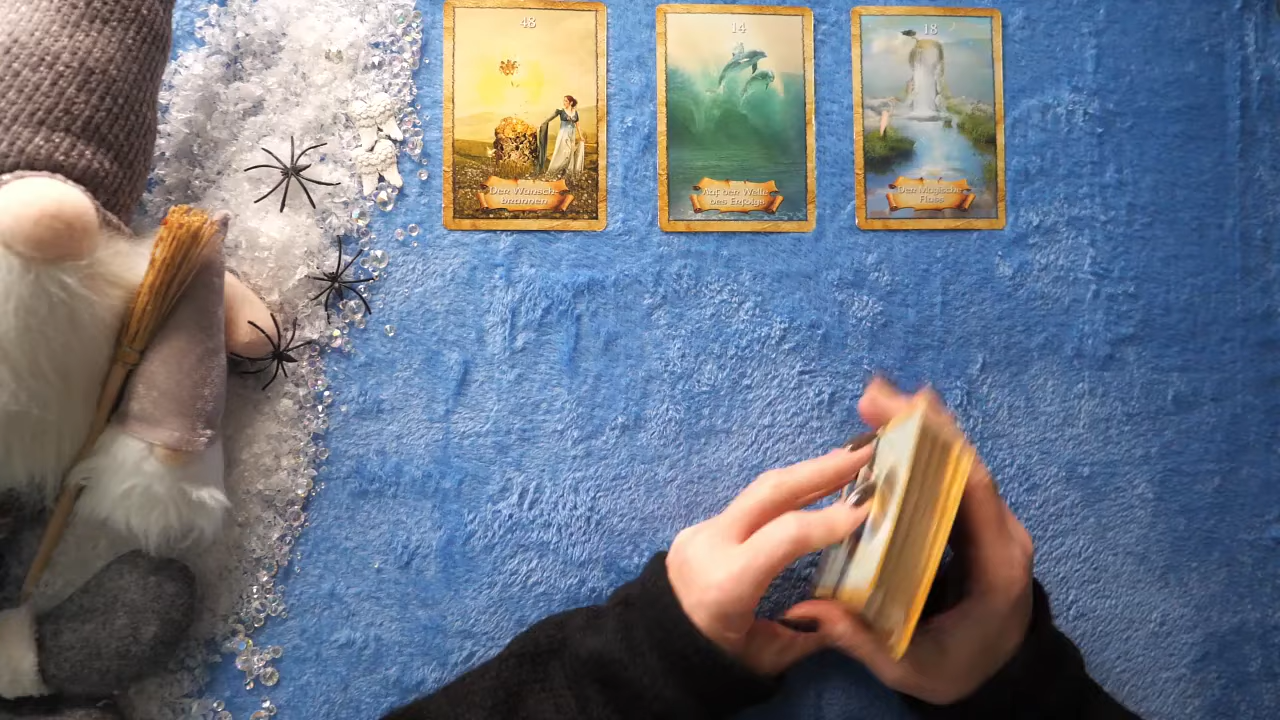 48
Der Wunsch-
brunnen
14
Auf der Welle
des Erfolgs
18
Der Magische
Fluss